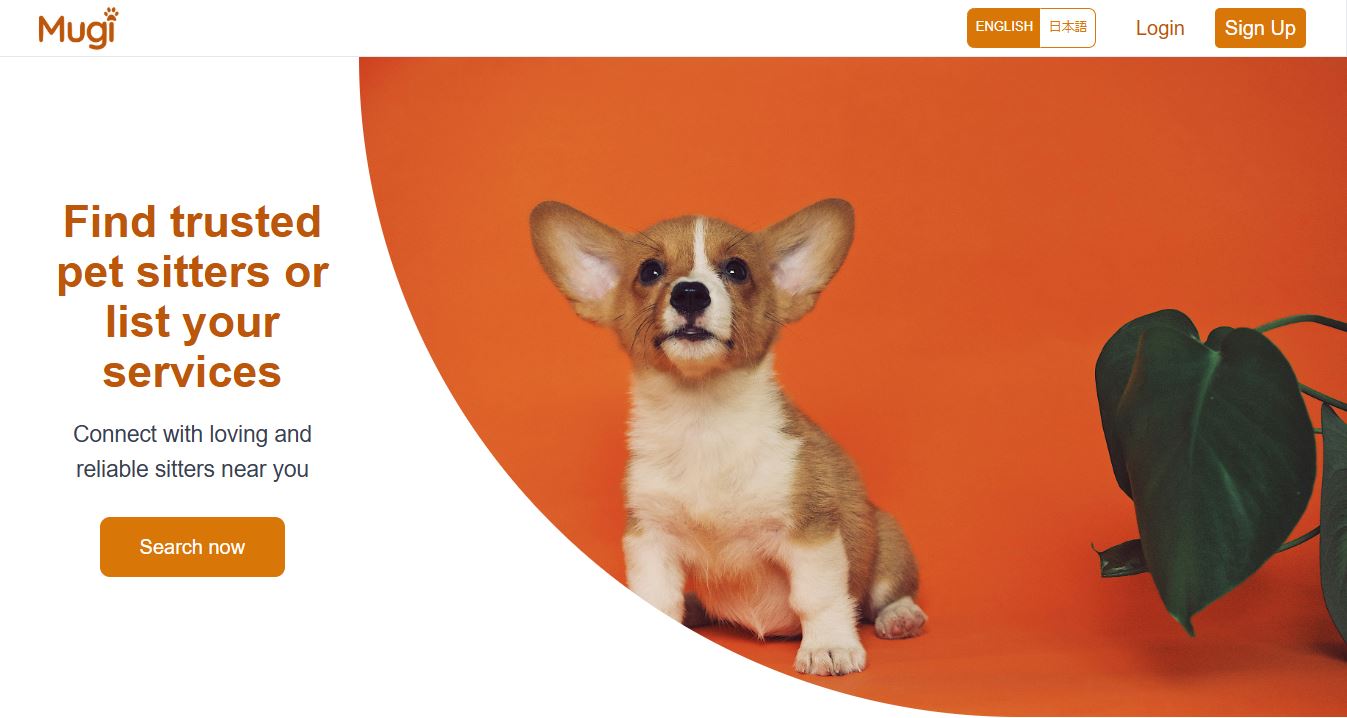 Mugi
ENGLISH 日本語 Login Sign Up
Find trusted
pet sitters or
list your
services
Connect with loving and
reliable sitters near you
Search now